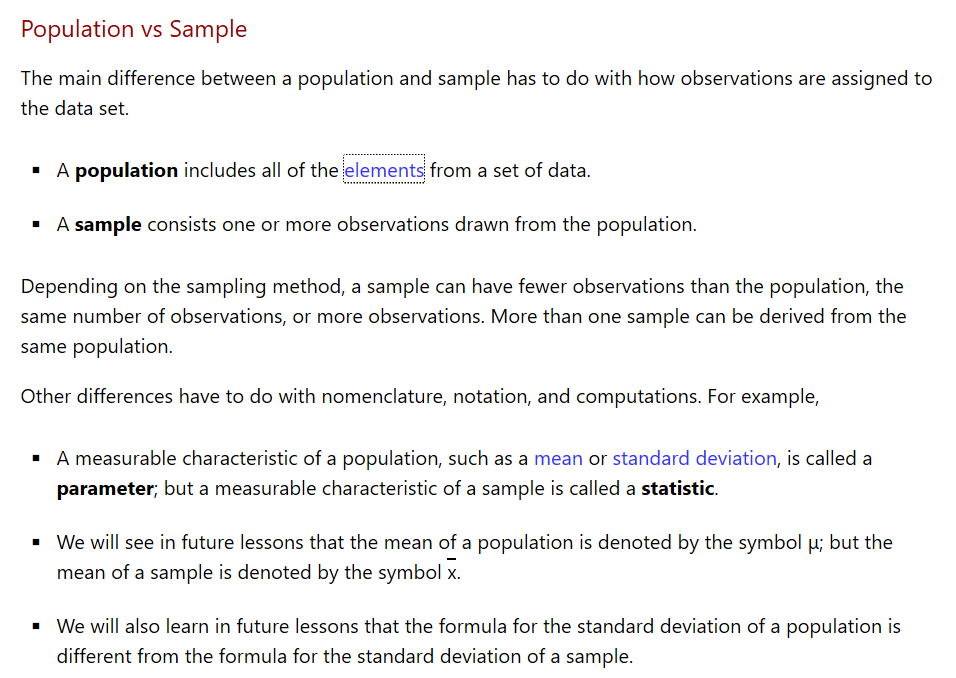 Population vs Sample
The main difference between a population and sample has to do with how observations are assigned to
the data set.
▪ A population includes all of the elements from a set of data.
▪ A sample consists one or more observations drawn from the population.
Depending on the sampling method, a sample can have fewer observations than the population, the
same number of observations, or more observations. More than one sample can be derived from the
same population.
Other differences have to do with nomenclature, notation, and computations. For example,
▪ A measurable characteristic of a population, such as a mean or standard deviation, is called a
parameter; but a measurable characteristic of a sample is called a statistic.
▪ We will see in future lessons that the mean of a population is denoted by the symbol μ; but the
mean of a sample is denoted by the symbol x̅.
▪ We will also learn in future lessons that the formula for the standard deviation of a population is
different from the formula for the standard deviation of a sample.